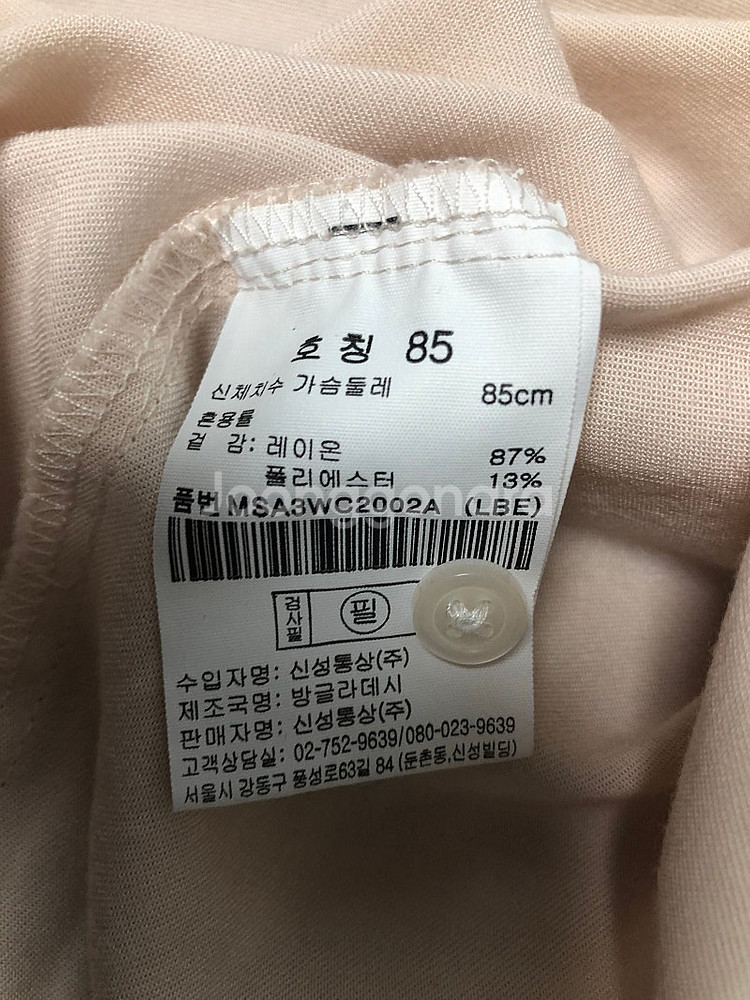 호 칭 85
신체치수 가슴둘레 85cm
혼용률
겉 감: 레이온 87%
폴리에스터 13%
품번 MSA3WC2002A (LBE)
검사필 필
수입자명: 신성통상(주)
제조국명: 방글라데시
판매자명: 신성통상(주)
고객상담실: 02-752-9639/080-023-9639
서울시 강동구 풍성로63길 84 (둔촌동,신성빌딩)